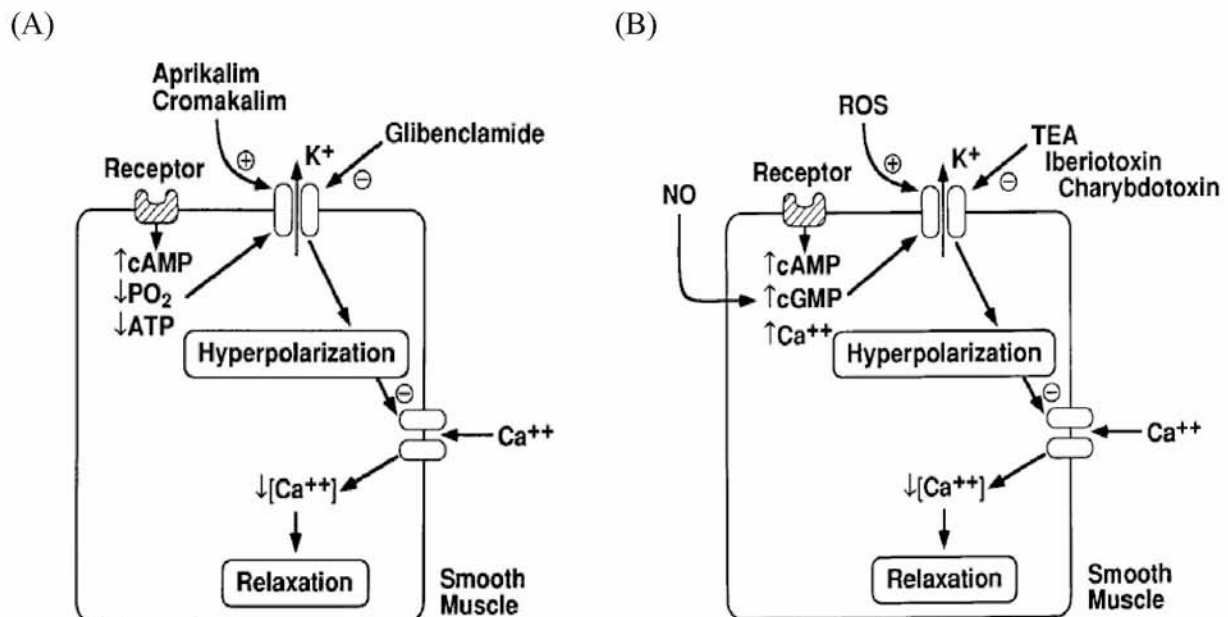 (A)
Aprikalim
Cromakalim
Glibenclamide
K+
⊕
⊖
Receptor
↑cAMP
↓PO2
↓ATP
Hyperpolarization
⊖
Ca++
↓[Ca++]
Relaxation
Smooth
Muscle
(B)
ROS
TEA
Iberiotoxin
Charybdotoxin
K+
⊕
⊖
Receptor
NO
↑cAMP
↑cGMP
↑Ca++
Hyperpolarization
⊖
Ca++
↓[Ca++]
Relaxation
Smooth
Muscle